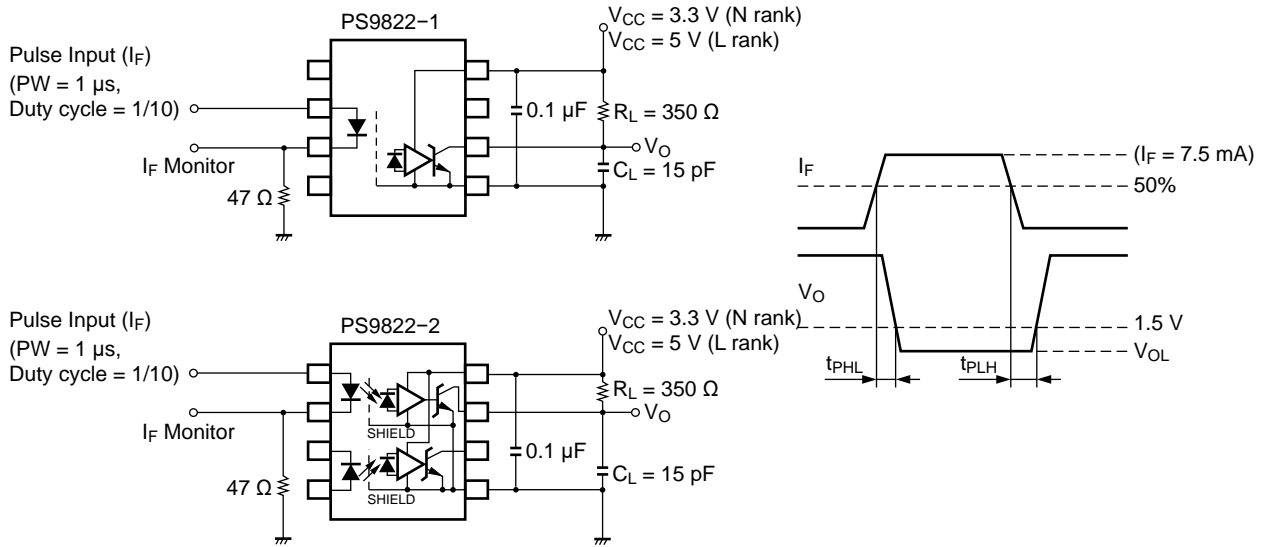 PS9822−1
Pulse Input (IF)
(PW = 1 μs,
Duty cycle = 1/10)
IF Monitor
47 Ω
VCC = 3.3 V (N rank)
VCC = 5 V (L rank)
0.1 μF
RL = 350 Ω
VO
CL = 15 pF
PS9822−2
Pulse Input (IF)
(PW = 1 μs,
Duty cycle = 1/10)
IF Monitor
47 Ω
SHIELD
SHIELD
VCC = 3.3 V (N rank)
VCC = 5 V (L rank)
RL = 350 Ω
VO
0.1 μF
CL = 15 pF
IF
(IF = 7.5 mA)
50%
VO
1.5 V
VOL
tPHL
tPLH